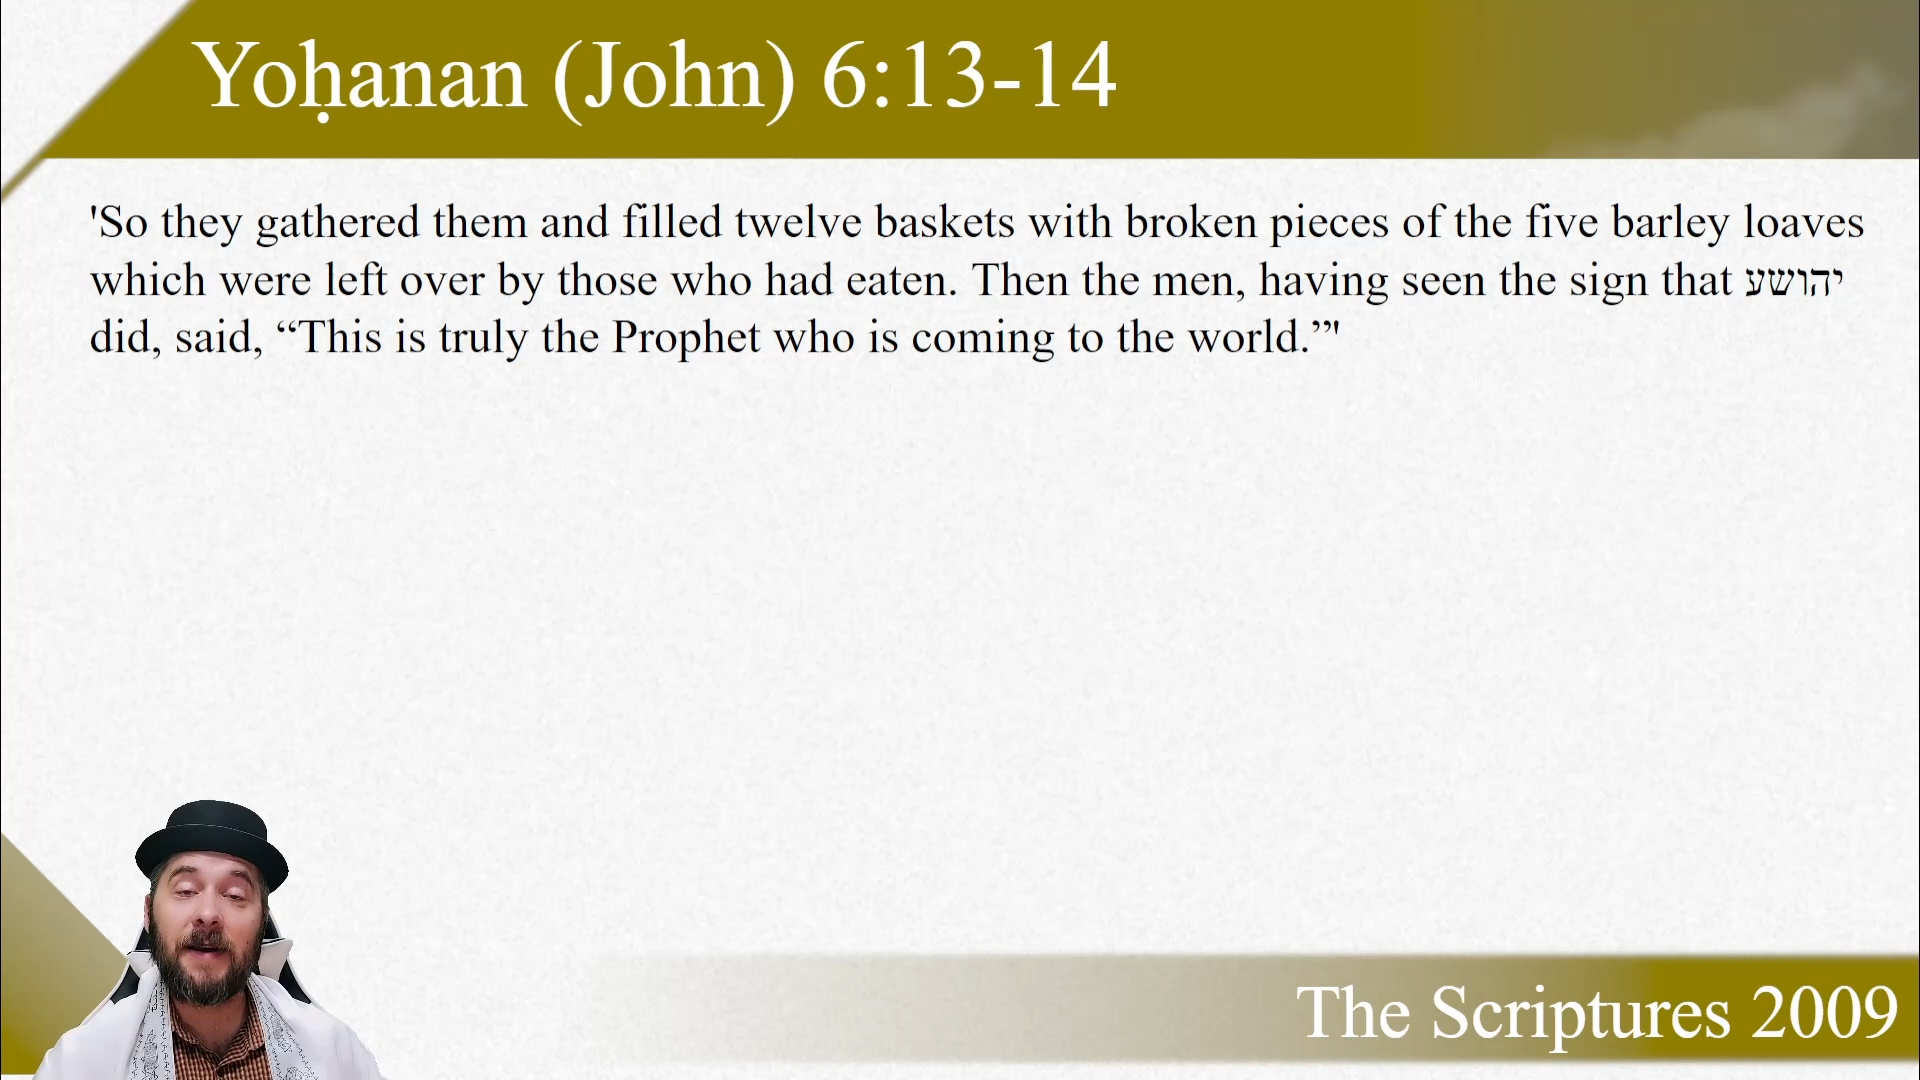 Yoḥanan (John) 6:13-14
'So they gathered them and filled twelve baskets with broken pieces of the five barley loaves
which were left over by those who had eaten. Then the men, having seen the sign that יהושע
did, said, “This is truly the Prophet who is coming to the world.”'
The Scriptures 2009